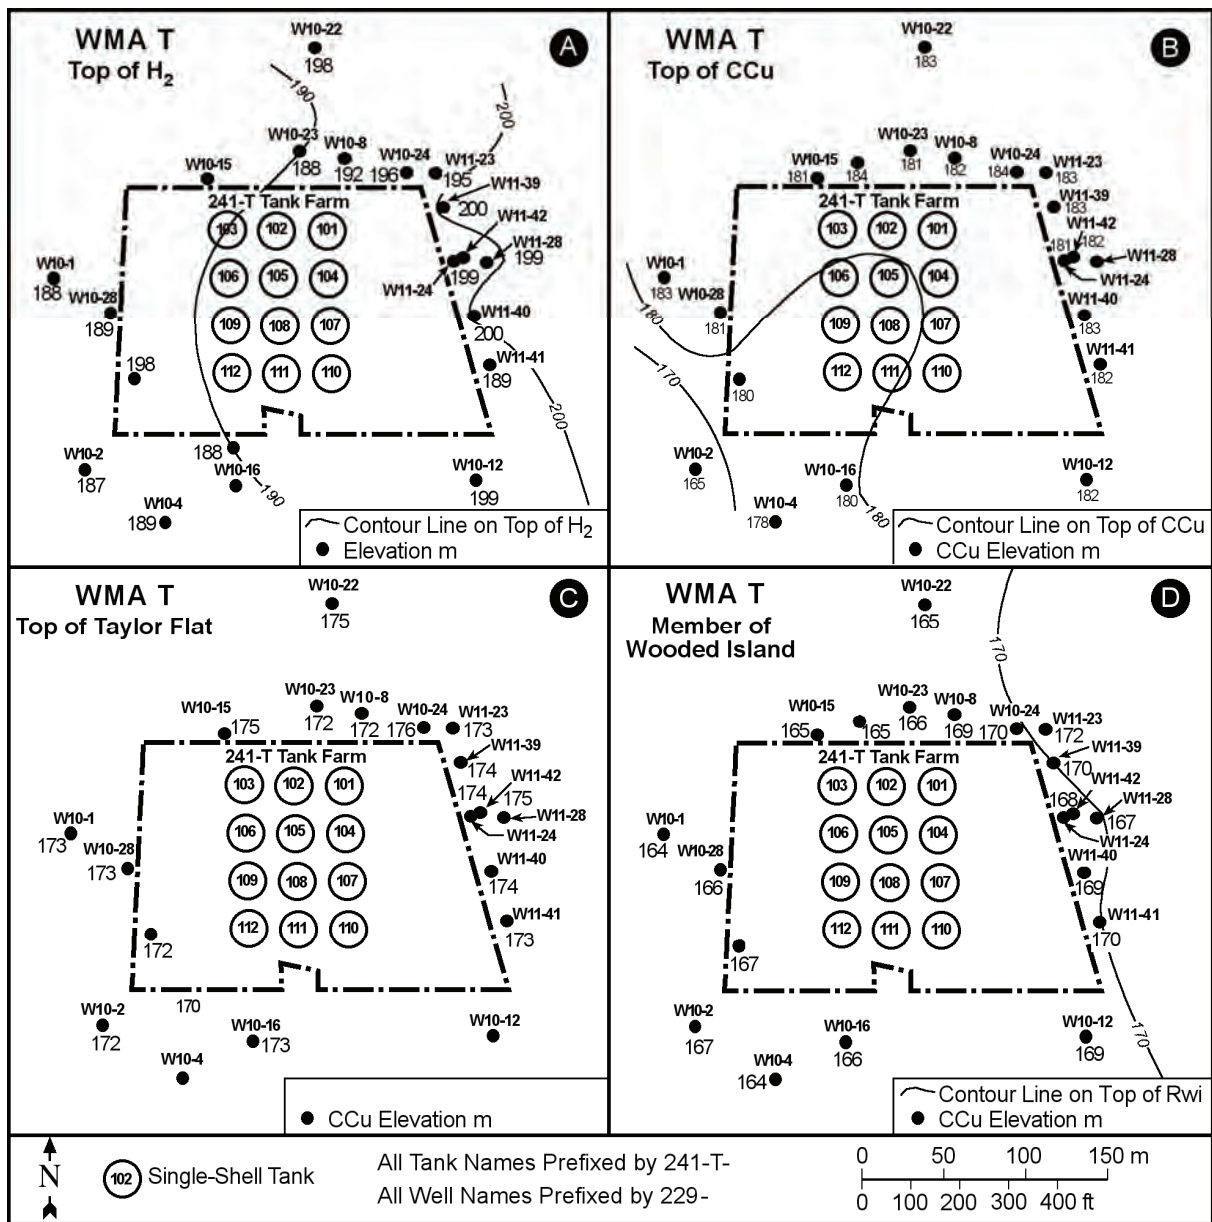 WMA T
Top of H2
A
W10-22
198
190
200
W10-23
188
W10-8
192
W10-24
196
W11-23
195
W10-15
W11-39
200
241-T Tank Farm
W11-42
103
102
101
W11-28
199
199
W11-24
W10-1
188
106
105
104
W10-28
189
109
108
107
W11-40
200
198
112
111
110
W11-41
189
200
188
W10-2
187
W10-16
190
W10-12
199
W10-4
189
Contour Line on Top of H2
Elevation m
WMA T
Top of CCu
B
W10-22
183
W10-23
181
W10-8
182
W10-15
181
184
W10-24
184
W11-23
183
W11-39
183
241-T Tank Farm
W11-42
182
103
102
101
181
W11-28
W11-24
W10-1
183
106
105
104
W10-28
181
180
109
108
107
W11-40
183
170
112
111
110
W11-41
182
180
W10-2
165
W10-16
180
W10-12
182
W10-4
178
180
Contour Line on Top of CCu
CCu Elevation m
WMA T
Top of Taylor Flat
C
W10-22
175
W10-23
172
W10-8
172
W10-15
175
W10-24
176
W11-23
173
W11-39
174
241-T Tank Farm
W11-42
103
102
101
174
175
W11-28
W11-24
W10-1
173
106
105
104
W10-28
173
109
108
107
W11-40
174
112
111
110
W11-41
173
172
170
W10-2
172
W10-16
173
W10-12
W10-4
CCu Elevation m
WMA T
Member of
Wooded Island
D
W10-22
165
170
W10-23
166
W10-8
169
W10-15
165
165
W10-24
170
W11-23
172
W11-39
170
241-T Tank Farm
W11-42
103
102
101
168
W11-28
167
W11-24
W10-1
164
106
105
104
W10-28
166
109
108
107
W11-40
169
112
111
110
W11-41
170
167
W10-2
167
W10-16
166
W10-12
169
170
W10-4
164
Contour Line on Top of Rwi
CCu Elevation m
N
102
Single-Shell Tank
All Tank Names Prefixed by 241-T-
All Well Names Prefixed by 229-
0 50 100 150 m
0 100 200 300 400 ft